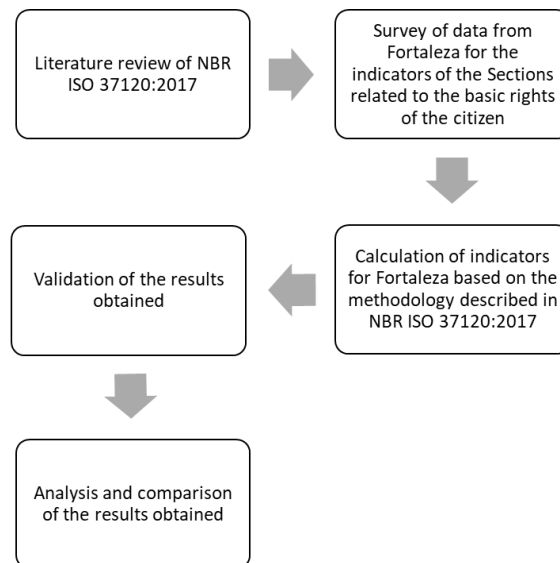 Literature review of NBR
ISO 37120:2017
Survey of data from
Fortaleza for the
indicators of the Sections
related to the basic rights
of the citizen
Calculation of indicators
for Fortaleza based on the
methodology described in
NBR ISO 37120:2017
Validation of the results
obtained
Analysis and comparison
of the results obtained